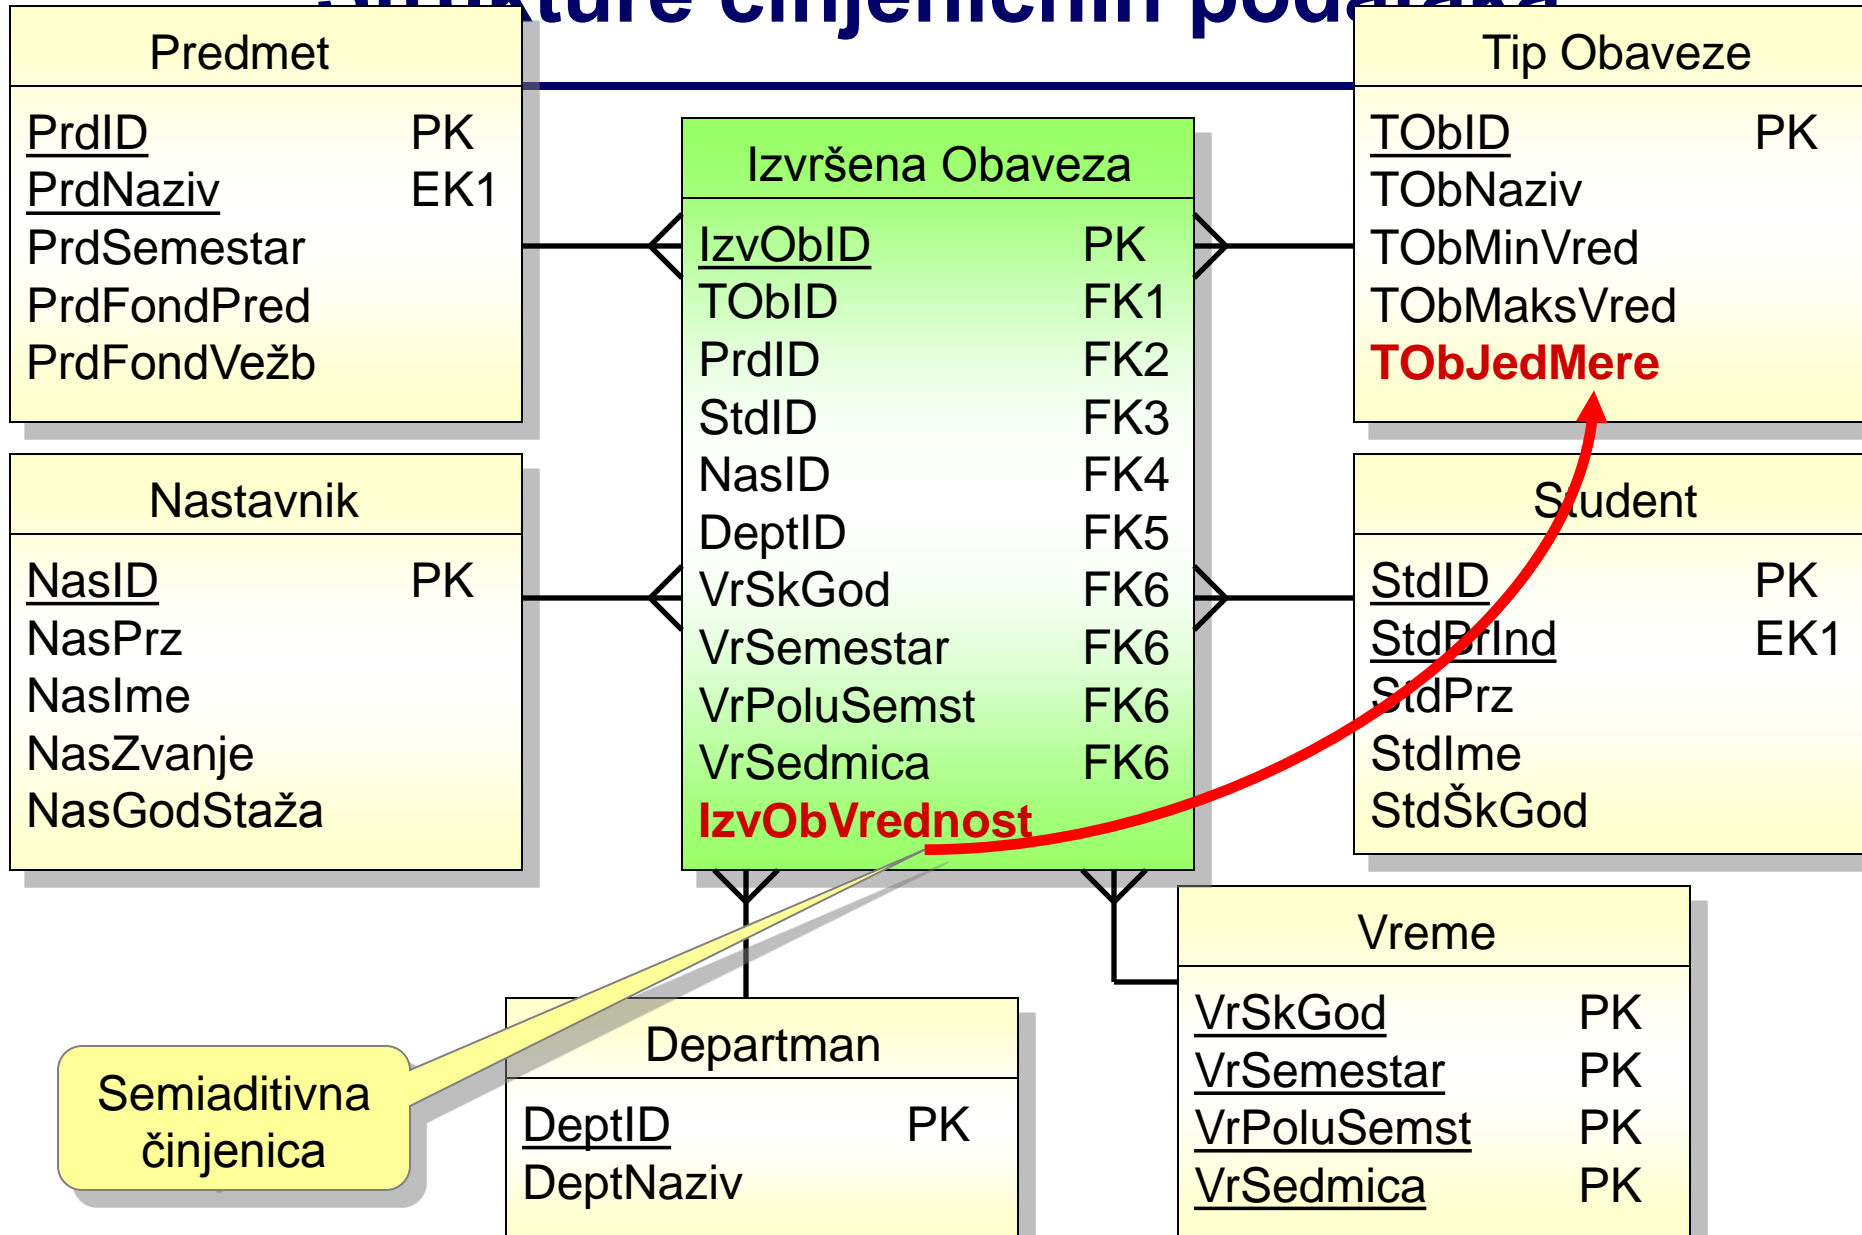 Strukture činjeničnih podataka
Predmet
PrdID PK
PrdNaziv EK1
PrdSemestar
PrdFondPred
PrdFondVežb
Izvršena Obaveza
IzvObID PK
TObID FK1
PrdID FK2
StdID FK3
NasID FK4
DeptID FK5
VrSkGod FK6
VrSemestar FK6
VrPoluSemst FK6
VrSedmica FK6
IzvObVrednost
Tip Obaveze
TObID PK
TObNaziv
TObMinVred
TObMaksVred
TObJedMere
Nastavnik
NasID PK
NasPrz
NasIme
NasZvanje
NasGodStaža
Student
StdID PK
StdBrInd EK1
StdPrz
StdIme
StdŠkGod
Semiaditivna
činjenica
Departman
DeptID PK
DeptNaziv
Vreme
VrSkGod PK
VrSemestar PK
VrPoluSemst PK
VrSedmica PK